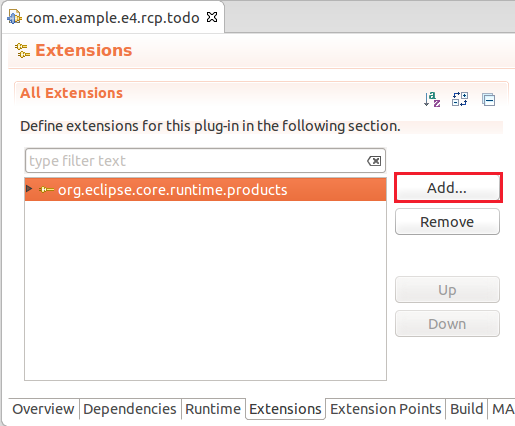 com.example.e4.rcp.todo
Extensions
All Extensions
Define extensions for this plug-in in the following section.
type filter text
org.eclipse.core.runtime.products
Add...
Remove
Up
Down
Overview Dependencies Runtime Extensions Extension Points Build MA